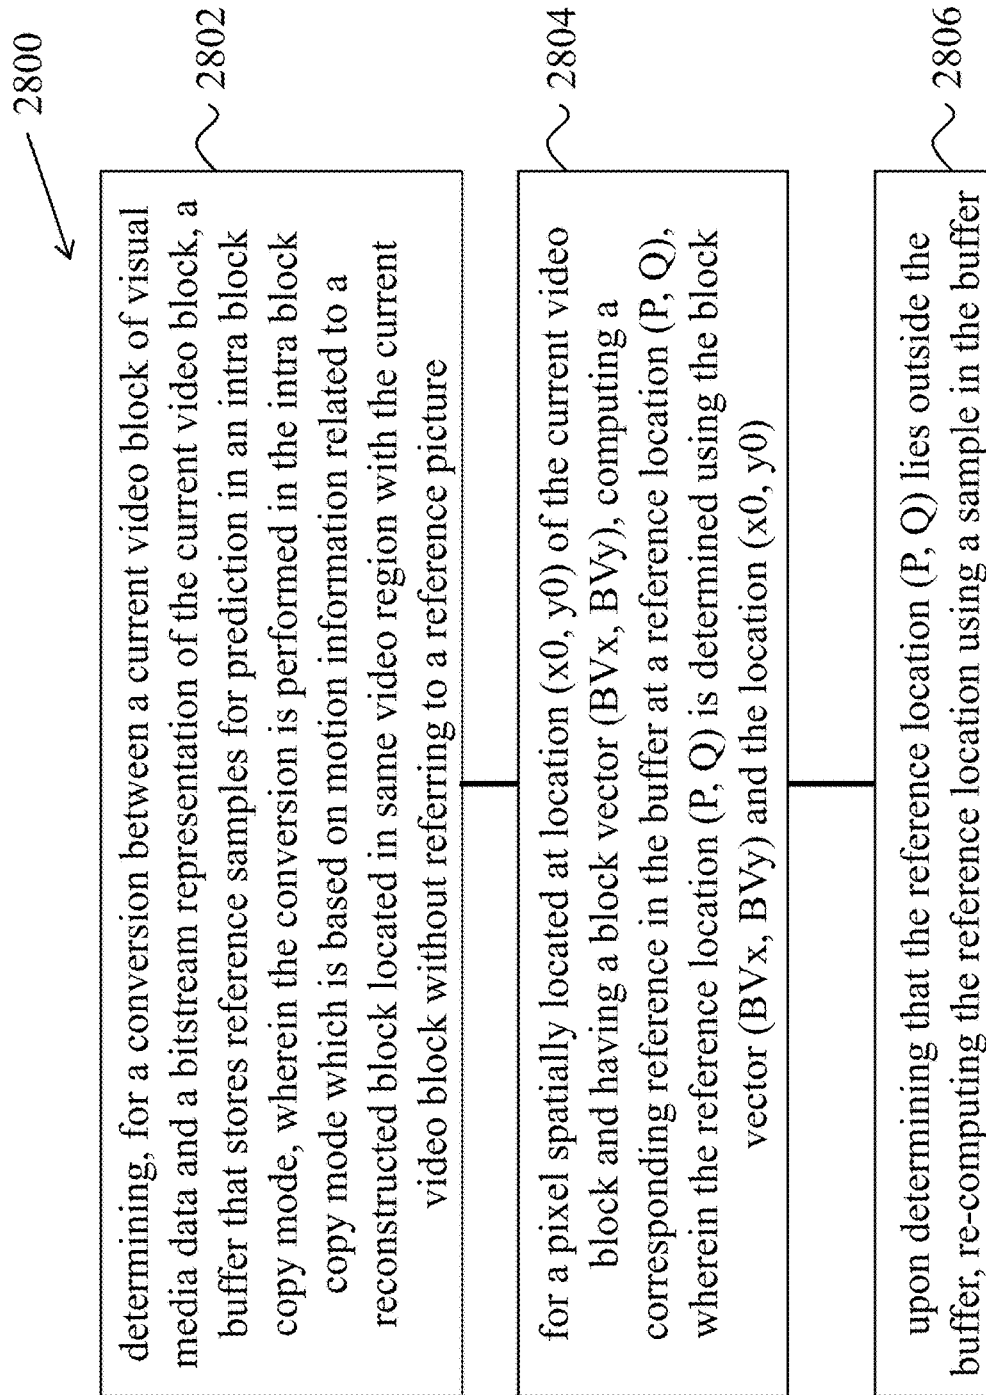 2800
determining, for a conversion between a current video block of visual
media data and a bitstream representation of the current video block, a
buffer that stores reference samples for prediction in an intra block
copy mode, wherein the conversion is performed in the intra block
copy mode which is based on motion information related to a
reconstructed block located in same video region with the current
video block without referring to a reference picture
2802
for a pixel spatially located at location (x0, y0) of the current video
block and having a block vector (BVx, BVy), computing a
corresponding reference in the buffer at a reference location (P, Q),
wherein the reference location (P, Q) is determined using the block
vector (BVx, BVy) and the location (x0, y0)
2804
upon determining that the reference location (P, Q) lies outside the
buffer, re-computing the reference location using a sample in the buffer
2806